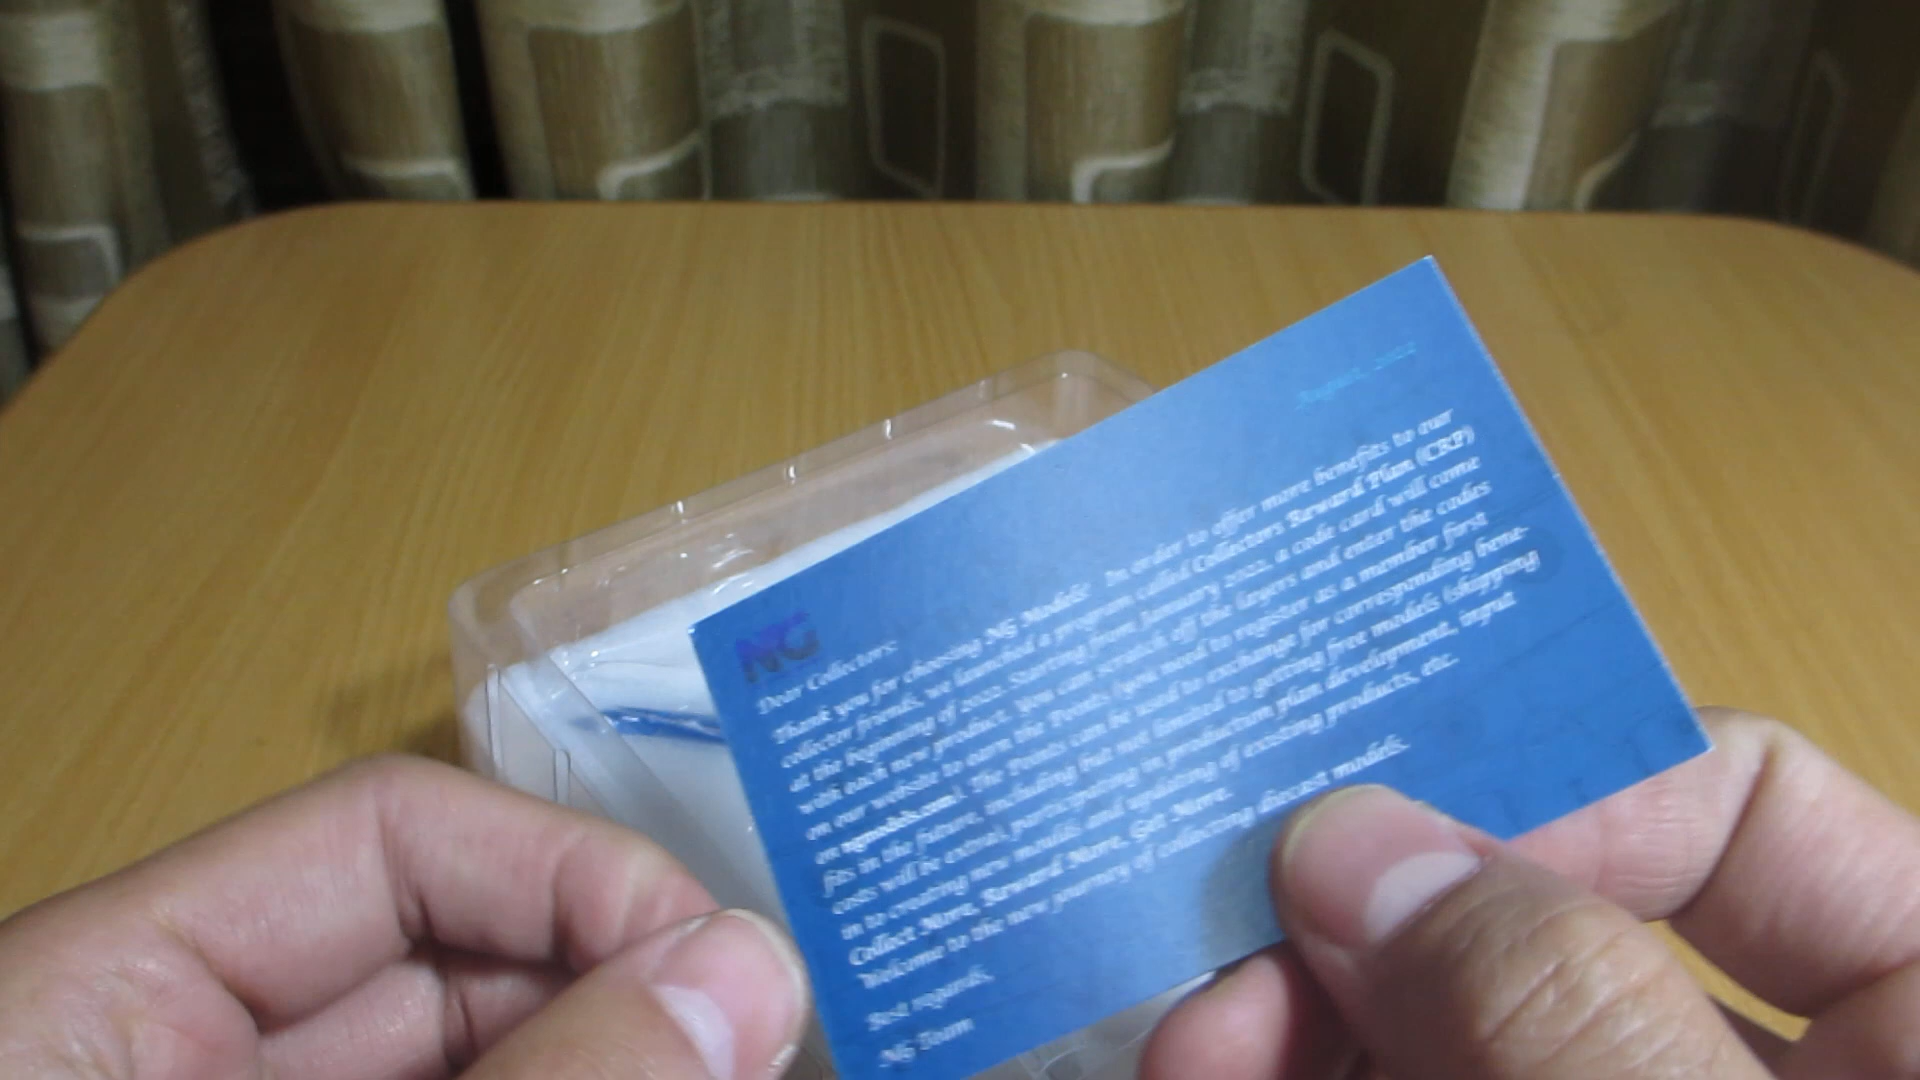 August, 2022
NG
Dear Collectors:
Thank you for choosing NG Models! In order to offer more benefits to our
collector friends, we launched a program called Collectors Reward Plan (CRP)
at the beginning of 2022. Starting from January 2022, a code card will come
with each new product. You can scratch off the layers and enter the codes
on our website to earn the Points (you need to register as a member first
on ngmodels.com). The Points can be used to exchange for corresponding bene-
fits in the future, including but not limited to getting free models (shipping
costs will be extra), participating in production plan development, input
in to creating new moulds and updating of existing products, etc.
Collect More, Reward More, Get More.
Welcome to the new journey of collecting diecast models.
Best regards,
NG Team